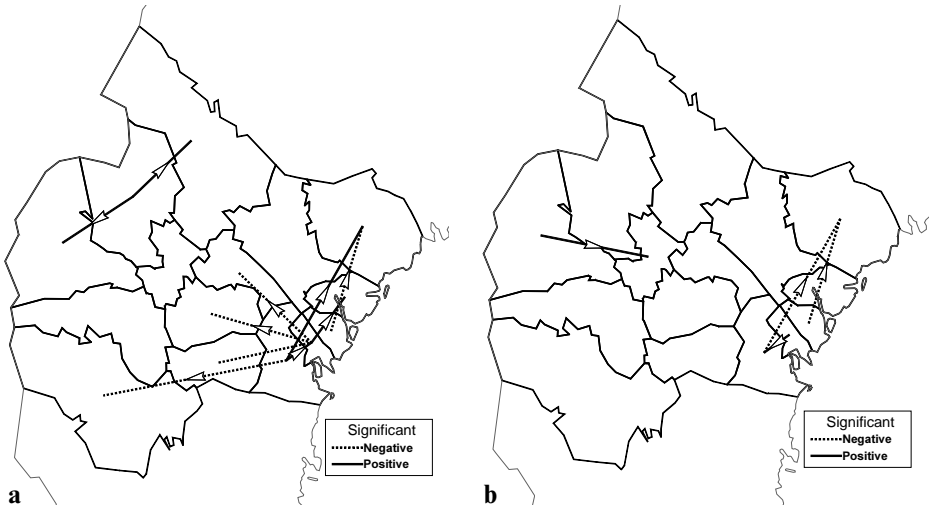 Significant
Negative
Positive
a
Significant
Negative
Positive
b